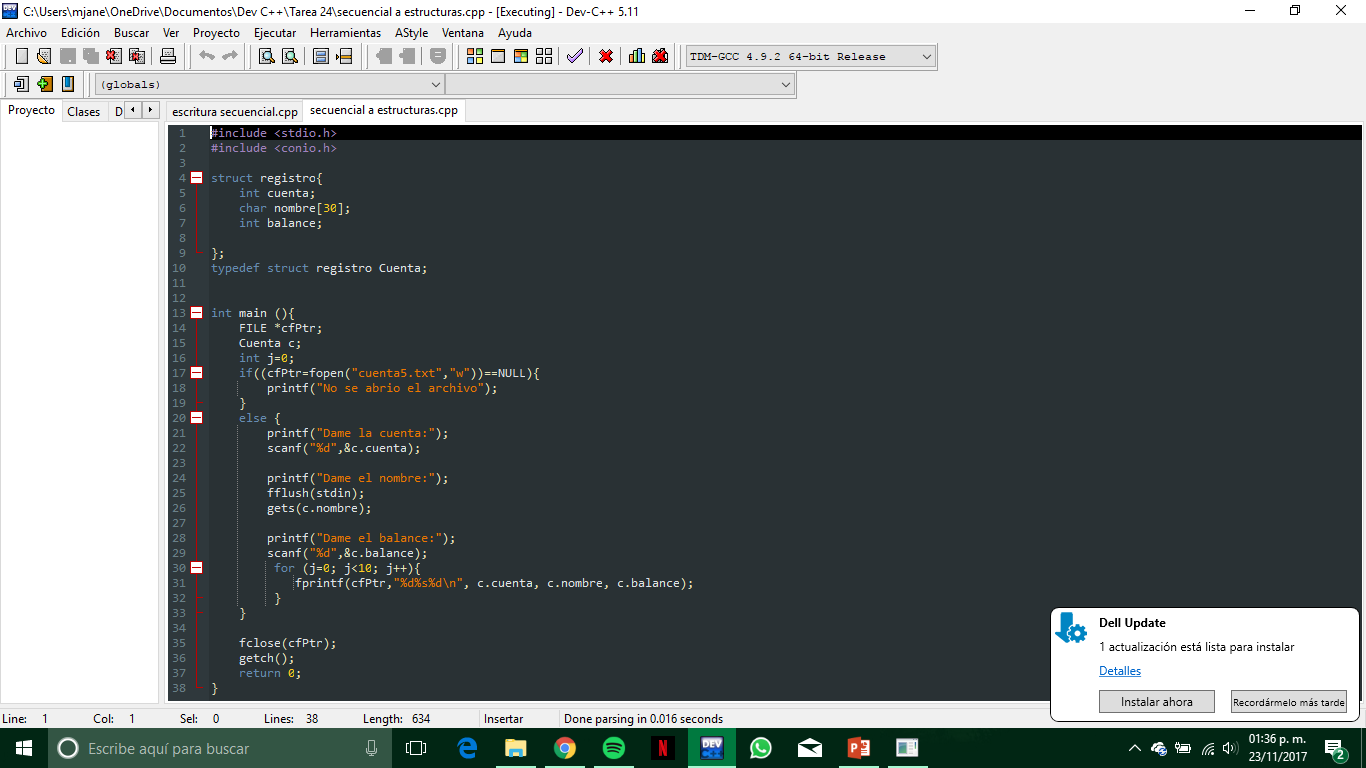 C:\Users\mjane\OneDrive\Documentos\Dev C++\Tarea 24\secuencial a estructuras.cpp - [Executing] - Dev-C++ 5.11
Archivo Edición Buscar Ver Proyecto Ejecutar Herramientas AStyle Ventana Ayuda
TDM-GCC 4.9.2 64-bit Release
(globals)
Proyecto Clases D
escritura secuencial.cpp secuencial a estructuras.cpp
1 #include <stdio.h>
2 #include <conio.h>
3
4 struct registro{
5 int cuenta;
6 char nombre[30];
7 int balance;
8
9 };
10 typedef struct registro Cuenta;
11
12
13 int main (){
14 FILE *cfPtr;
15 Cuenta c;
16 int j=0;
17 if((cfPtr=fopen("cuenta5.txt","w"))==NULL){
18 printf("No se abrio el archivo");
19 }
20 else {
21 printf("Dame la cuenta:");
22 scanf("%d",&c.cuenta);
23
24 printf("Dame el nombre:");
25 fflush(stdin);
26 gets(c.nombre);
27
28 printf("Dame el balance:");
29 scanf("%d",&c.balance);
30 for (j=0; j<10; j++){
31 fprintf(cfPtr,"%d%s%d\n", c.cuenta, c.nombre, c.balance);
32 }
33 }
34
35 fclose(cfPtr);
36 getch();
37 return 0;
38 }
Dell Update
1 actualización está lista para instalar
Detalles
Instalar ahora Recordármelo más tarde
Line: 1 Col: 1 Sel: 0 Lines: 38 Length: 634 Insertar Done parsing in 0.016 seconds
Escribe aquí para buscar
DEV
01:36 p. m.
23/11/2017
2